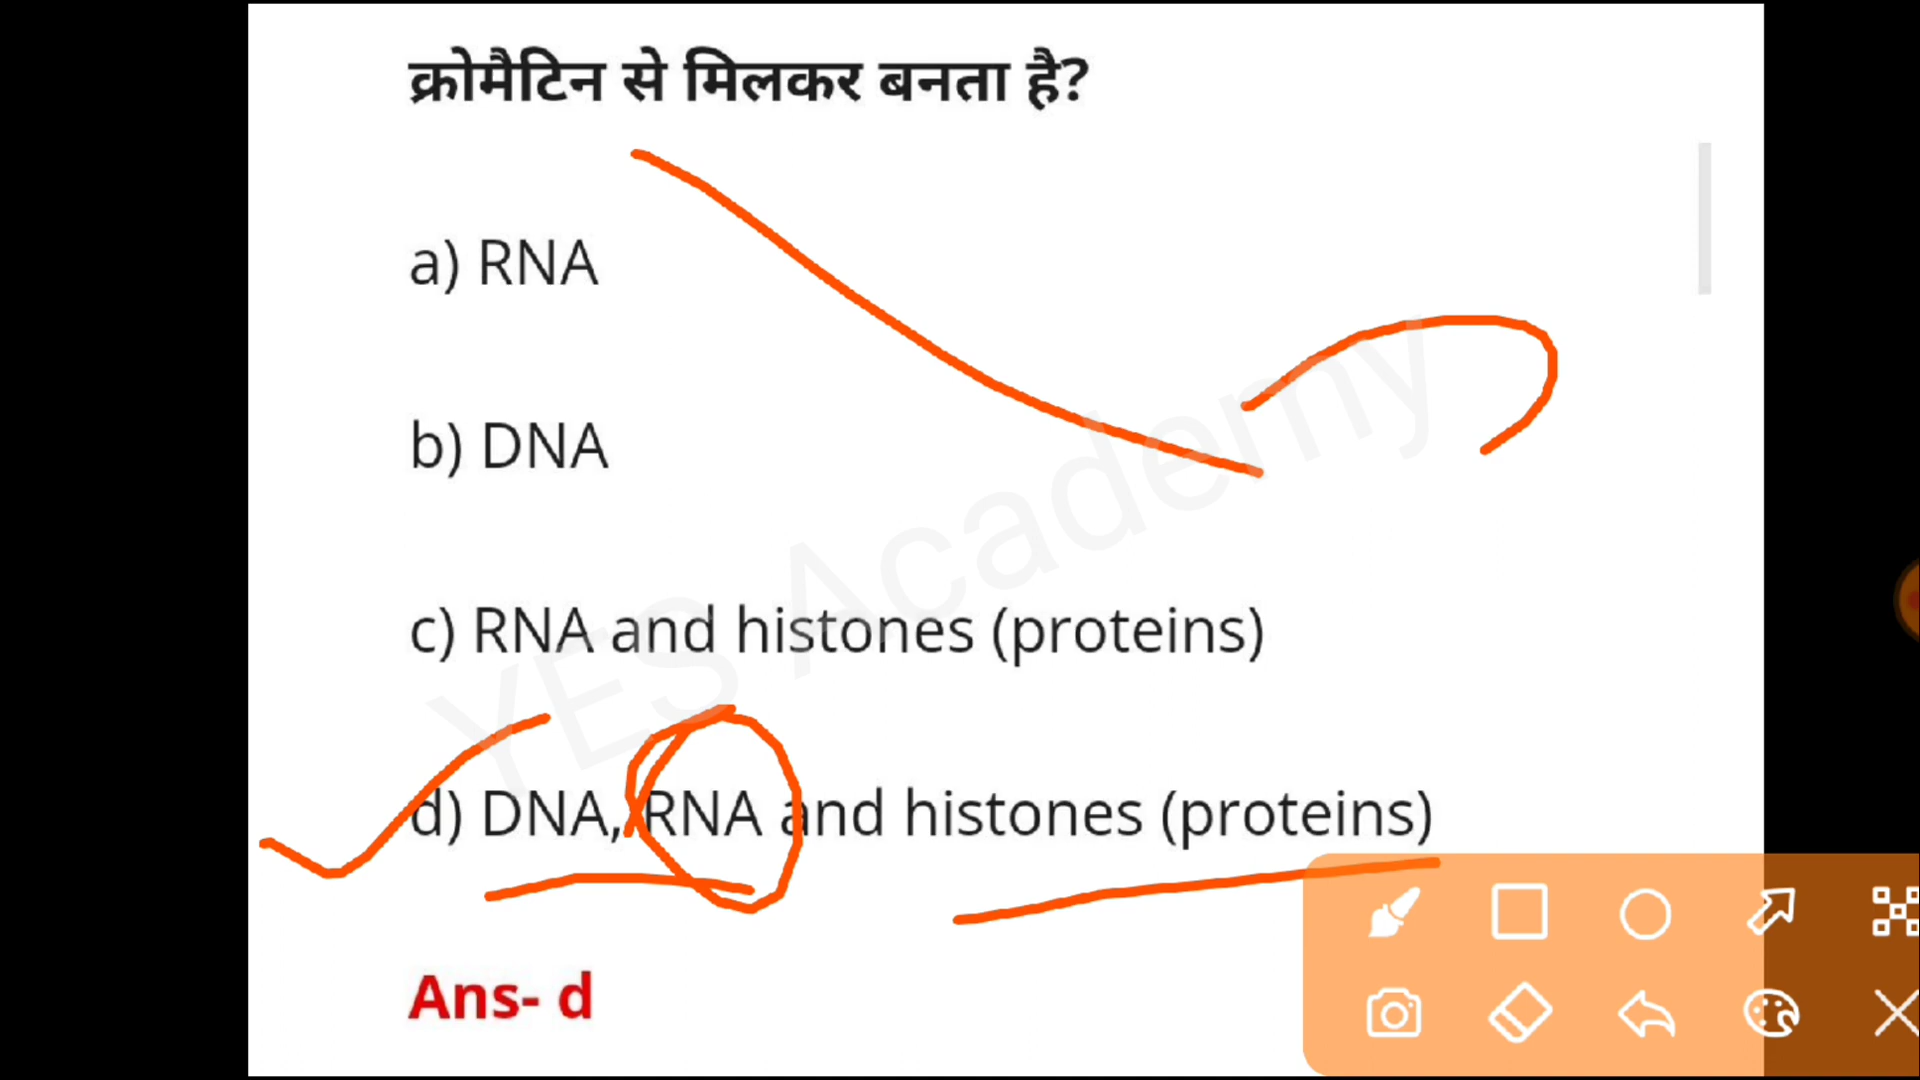 क्रोमैटिन से मिलकर बनता है?
a) RNA
b) DNA
c) RNA and histones (proteins)
d) DNA, RNA and histones (proteins)
Ans- d
YES Academy